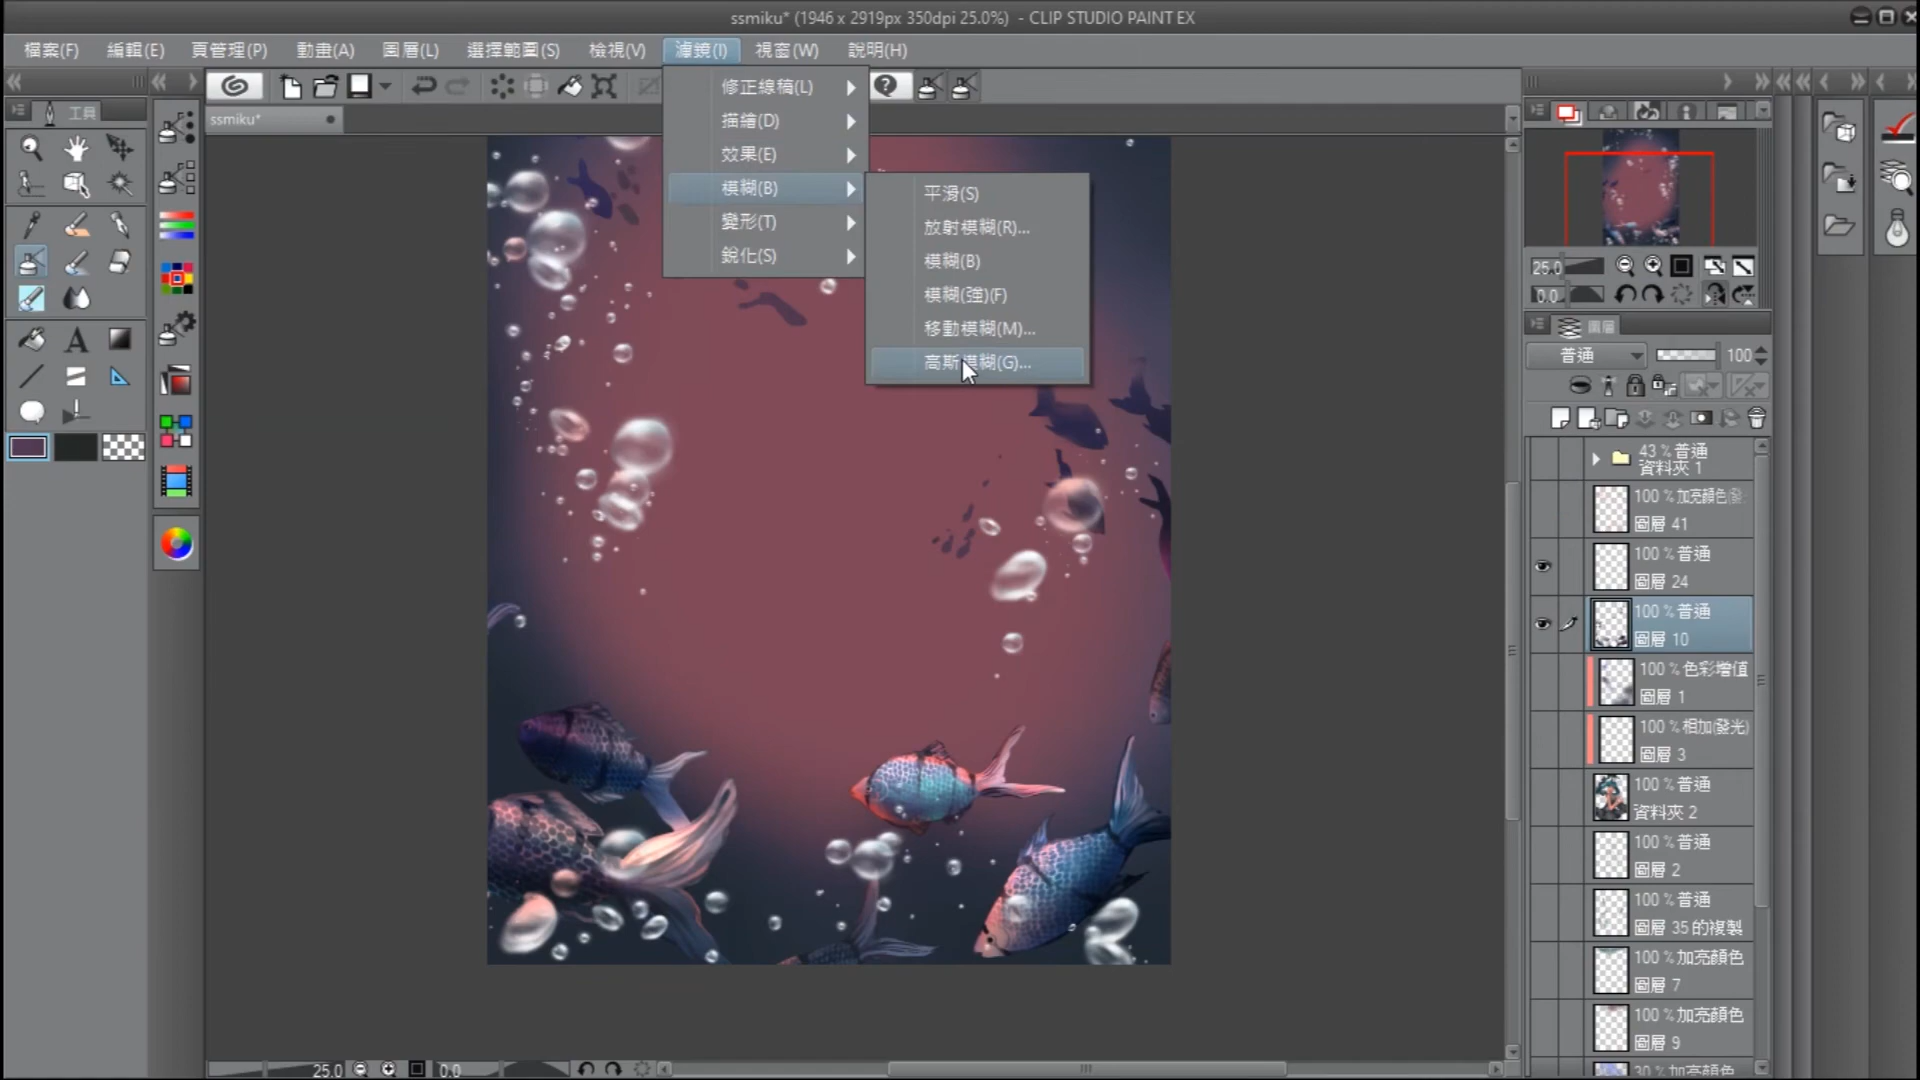 ssmiku* (1946 x 2919px 350dpi 25.0%)  - CLIP STUDIO PAINT EX
檔案(F) 編輯(E) 頁管理(P) 動畫(A) 圖層(L) 選擇範圍(S) 檢視(V) 濾鏡(I) 視窗(W) 說明(H)
ssmiku*
工具
修正線稿(L)
描繪(D)
效果(E)
模糊(B)
變形(T)
銳化(S)
平滑(S)
放射模糊(R)...
模糊(B)
模糊(強)(F)
移動模糊(M)...
高斯模糊(G)...
25.0
0.0
圖層
普通 100
43 %普通
資料夾 1
100 %加亮顏色(發
圖層 41
100 %普通
圖層 24
100 %普通
圖層 10
100 %色彩增值
圖層 1
100 %相加(發光)
圖層 3
100 %普通
資料夾 2
100 %普通
圖層 2
100 %普通
圖層 35 的複製
100 %加亮顏色
圖層 7
100 %加亮顏色
圖層 9
30 %加亮顏色
25.0 0.0